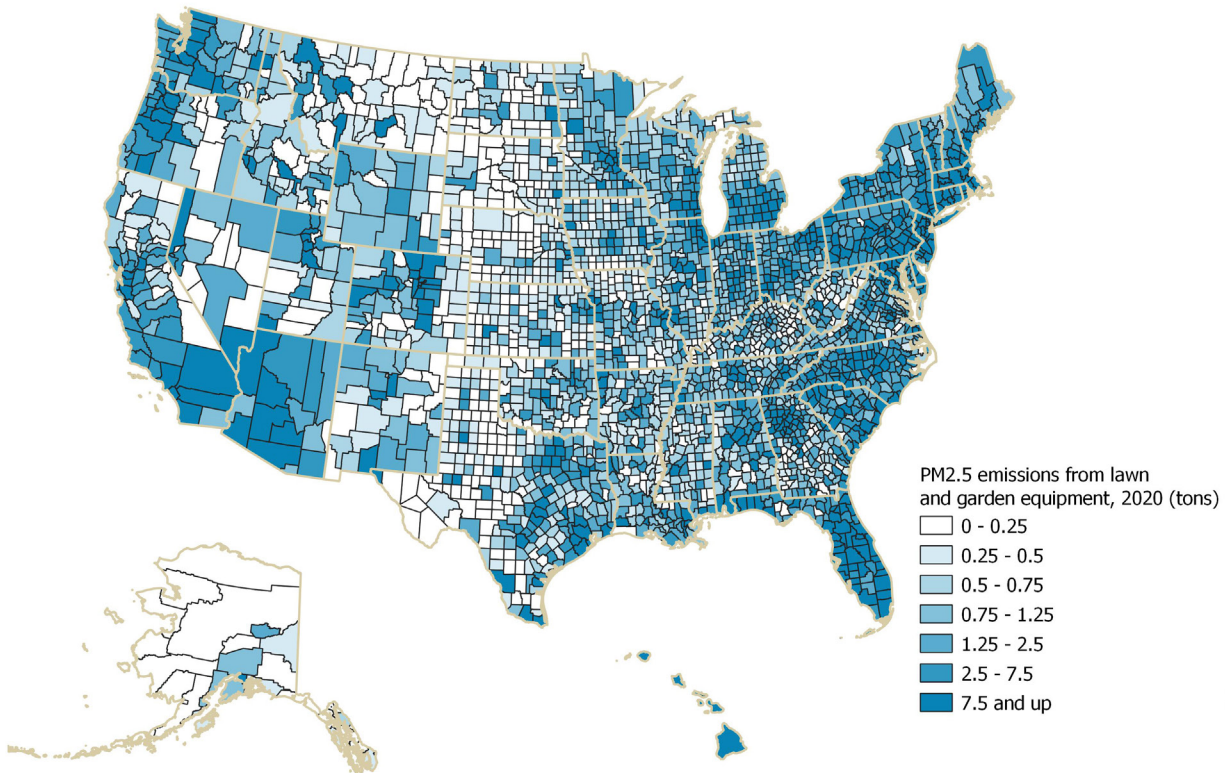 PM2.5 emissions from lawn
and garden equipment, 2020 (tons)
0 - 0.25
0.25 - 0.5
0.5 - 0.75
0.75 - 1.25
1.25 - 2.5
2.5 - 7.5
7.5 and up